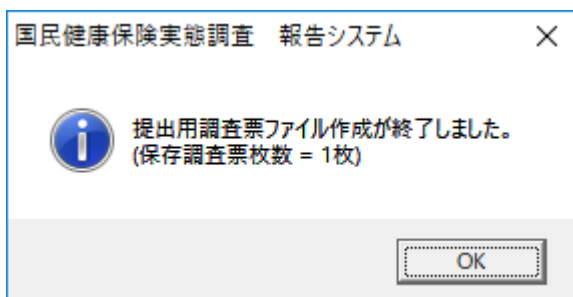 国民健康保険実態調査　報告システム
提出用調査票ファイル作成が終了しました。
(保存調査票枚数 = 1枚)
OK